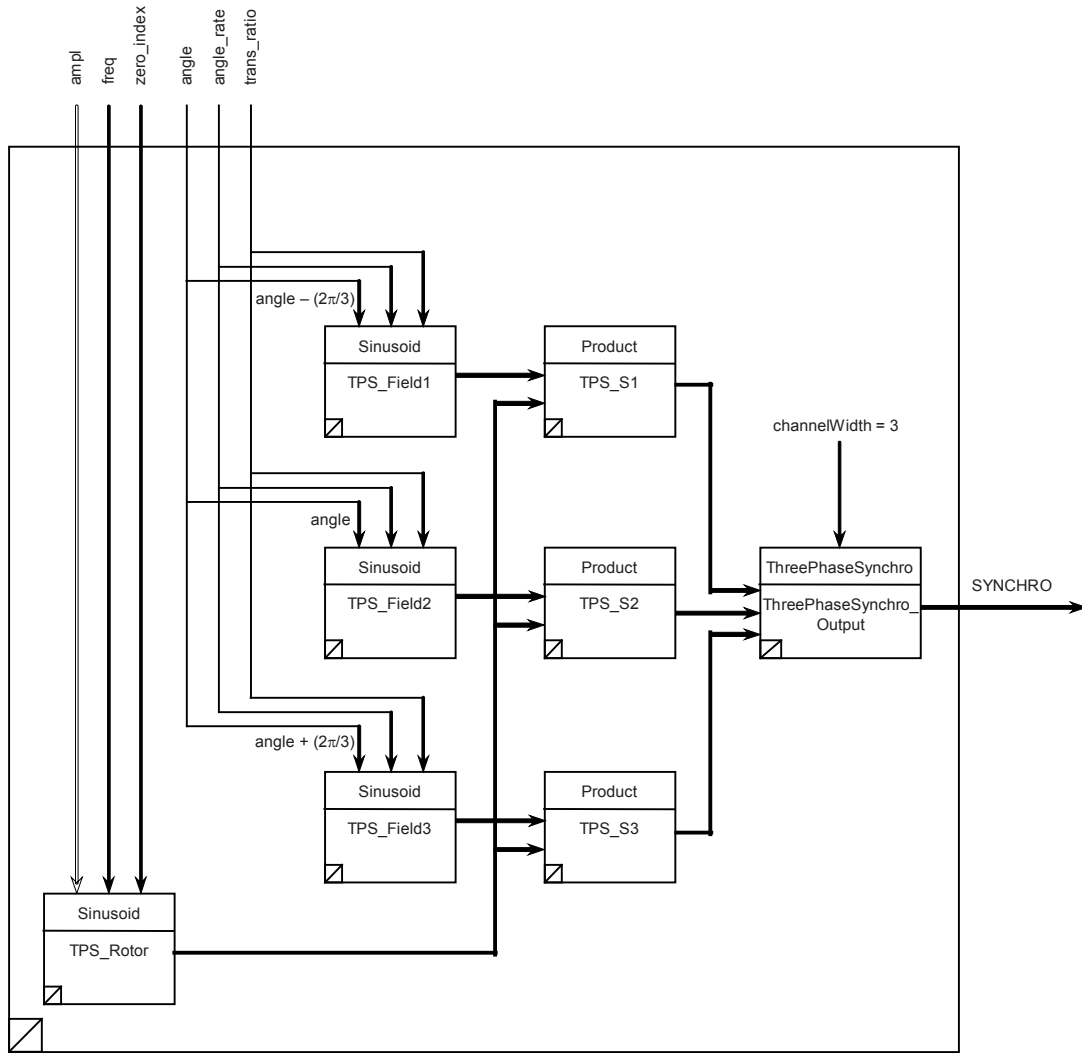 ampl
freq
zero_index
angle
angle_rate
trans_ratio
angle – (2π/3)
Sinusoid
TPS_Field1
Product
TPS_S1
channelWidth = 3
angle
Sinusoid
TPS_Field2
Product
TPS_S2
ThreePhaseSynchro
ThreePhaseSynchro_
Output
SYNCHRO
angle + (2π/3)
Sinusoid
TPS_Field3
Product
TPS_S3
Sinusoid
TPS_Rotor